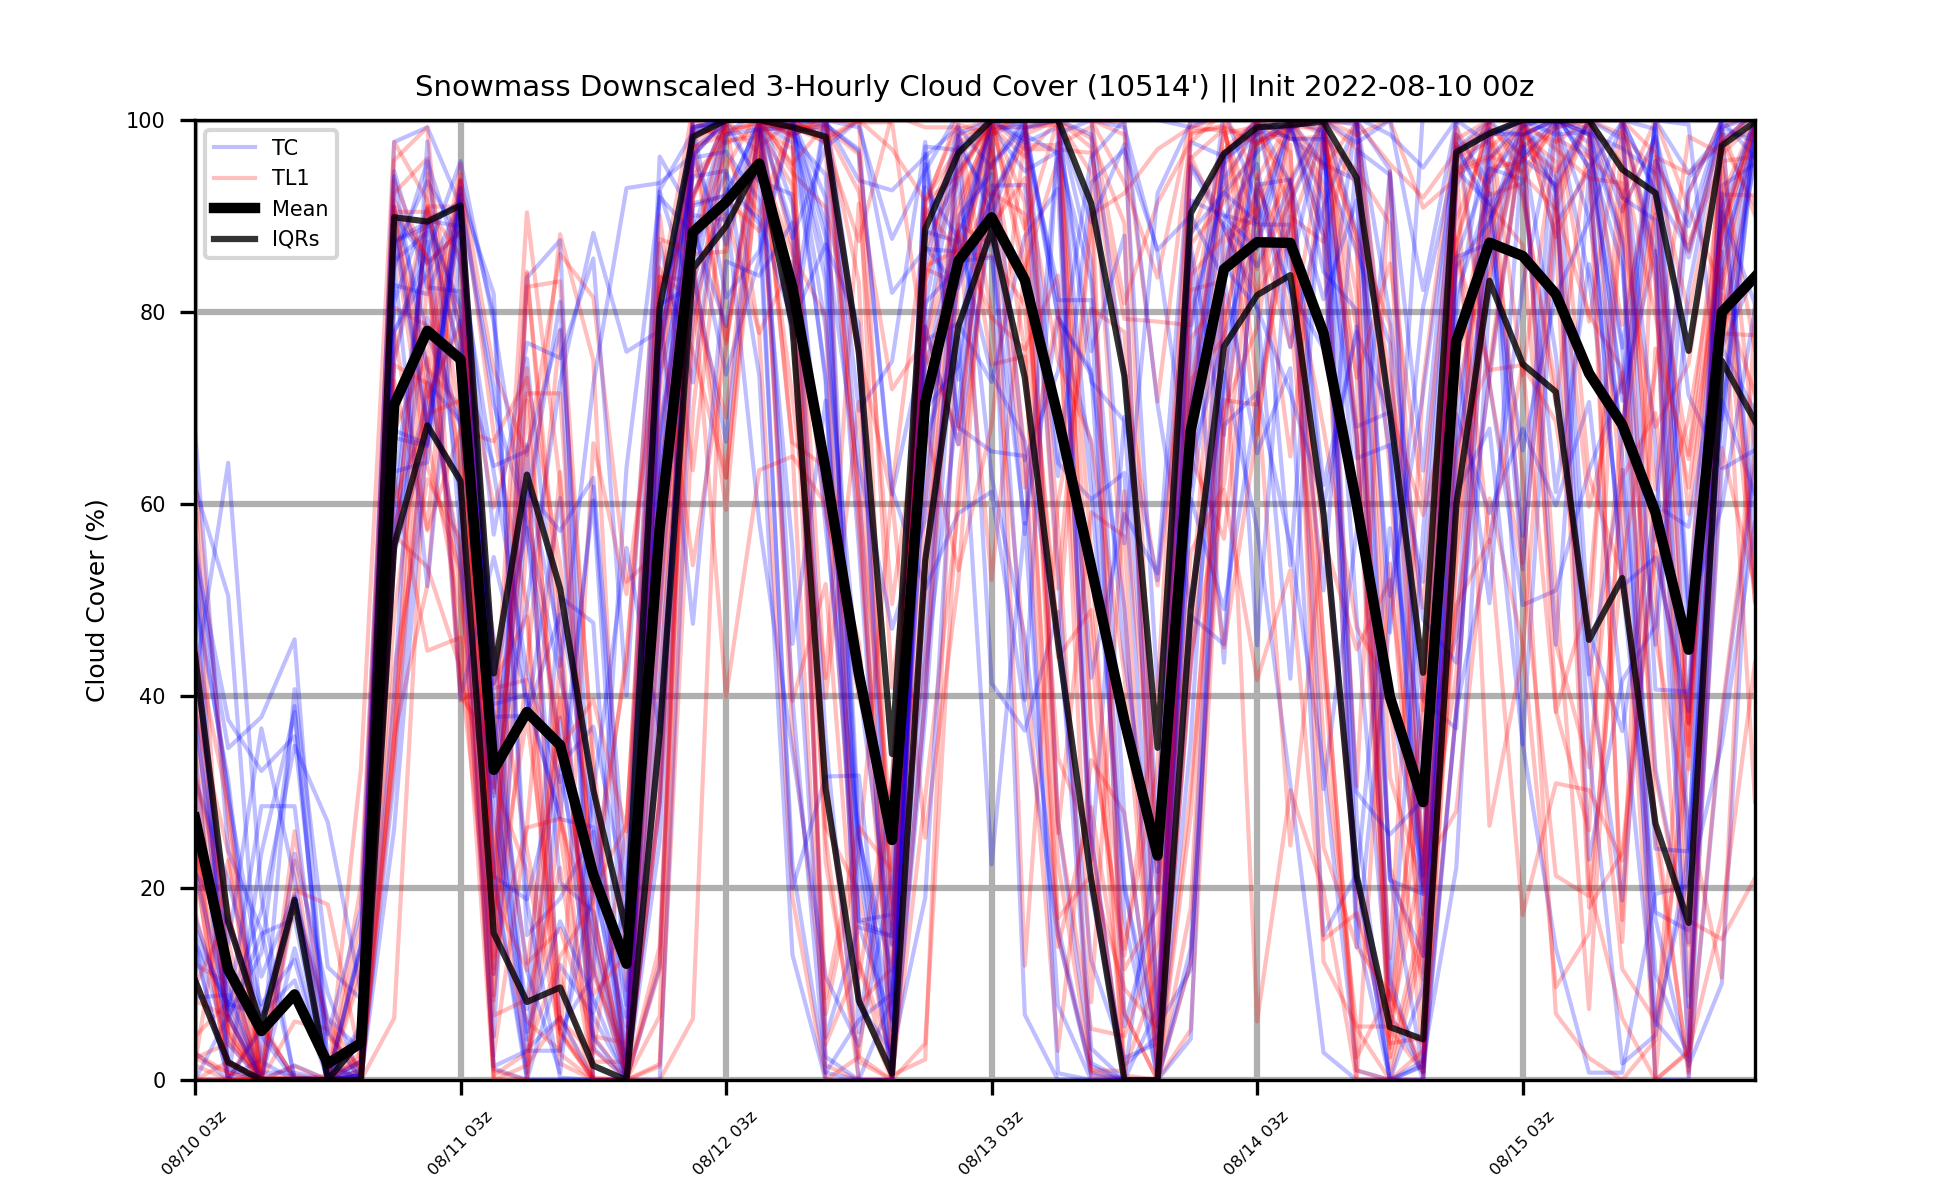 Snowmass Downscaled 3-Hourly Cloud Cover (10514') || Init 2022-08-10 00z
TC
TL1
Mean
IQRs
Cloud Cover (%)
100
80
60
40
20
0
08/10 03z
08/11 03z
08/12 03z
08/13 03z
08/14 03z
08/15 03z